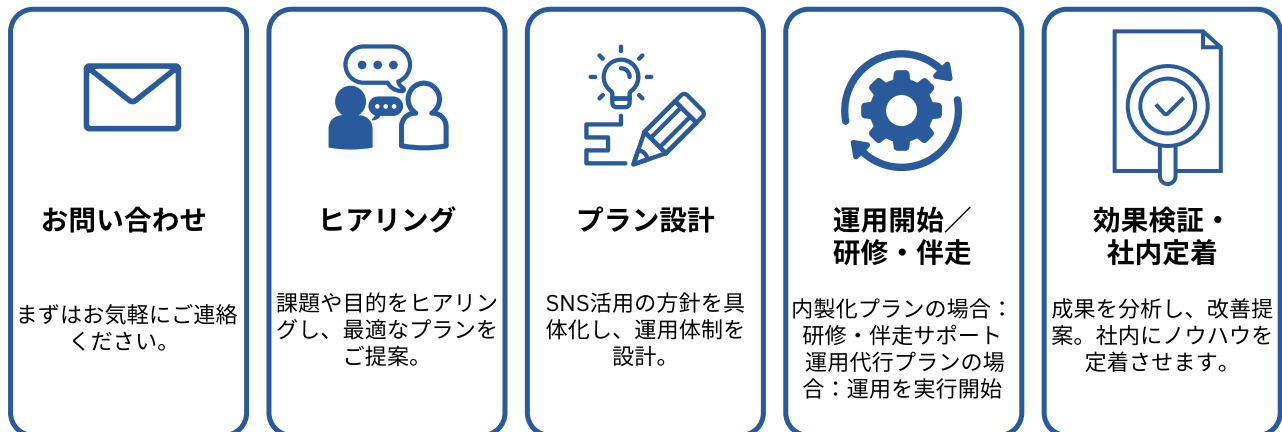 お問い合わせ
まずはお気軽にご連絡
ください。
ヒアリング
課題や目的をヒアリン
グし、最適なプランを
ご提案。
プラン設計
SNS活用の方針を具
体化し、運用体制を
設計。
運用開始／
研修・伴走
内製化プランの場合：
研修・伴走サポート
運用代行プランの場
合：運用を実行開始
効果検証・
社内定着
成果を分析し、改善提
案。社内にノウハウを
定着させます。